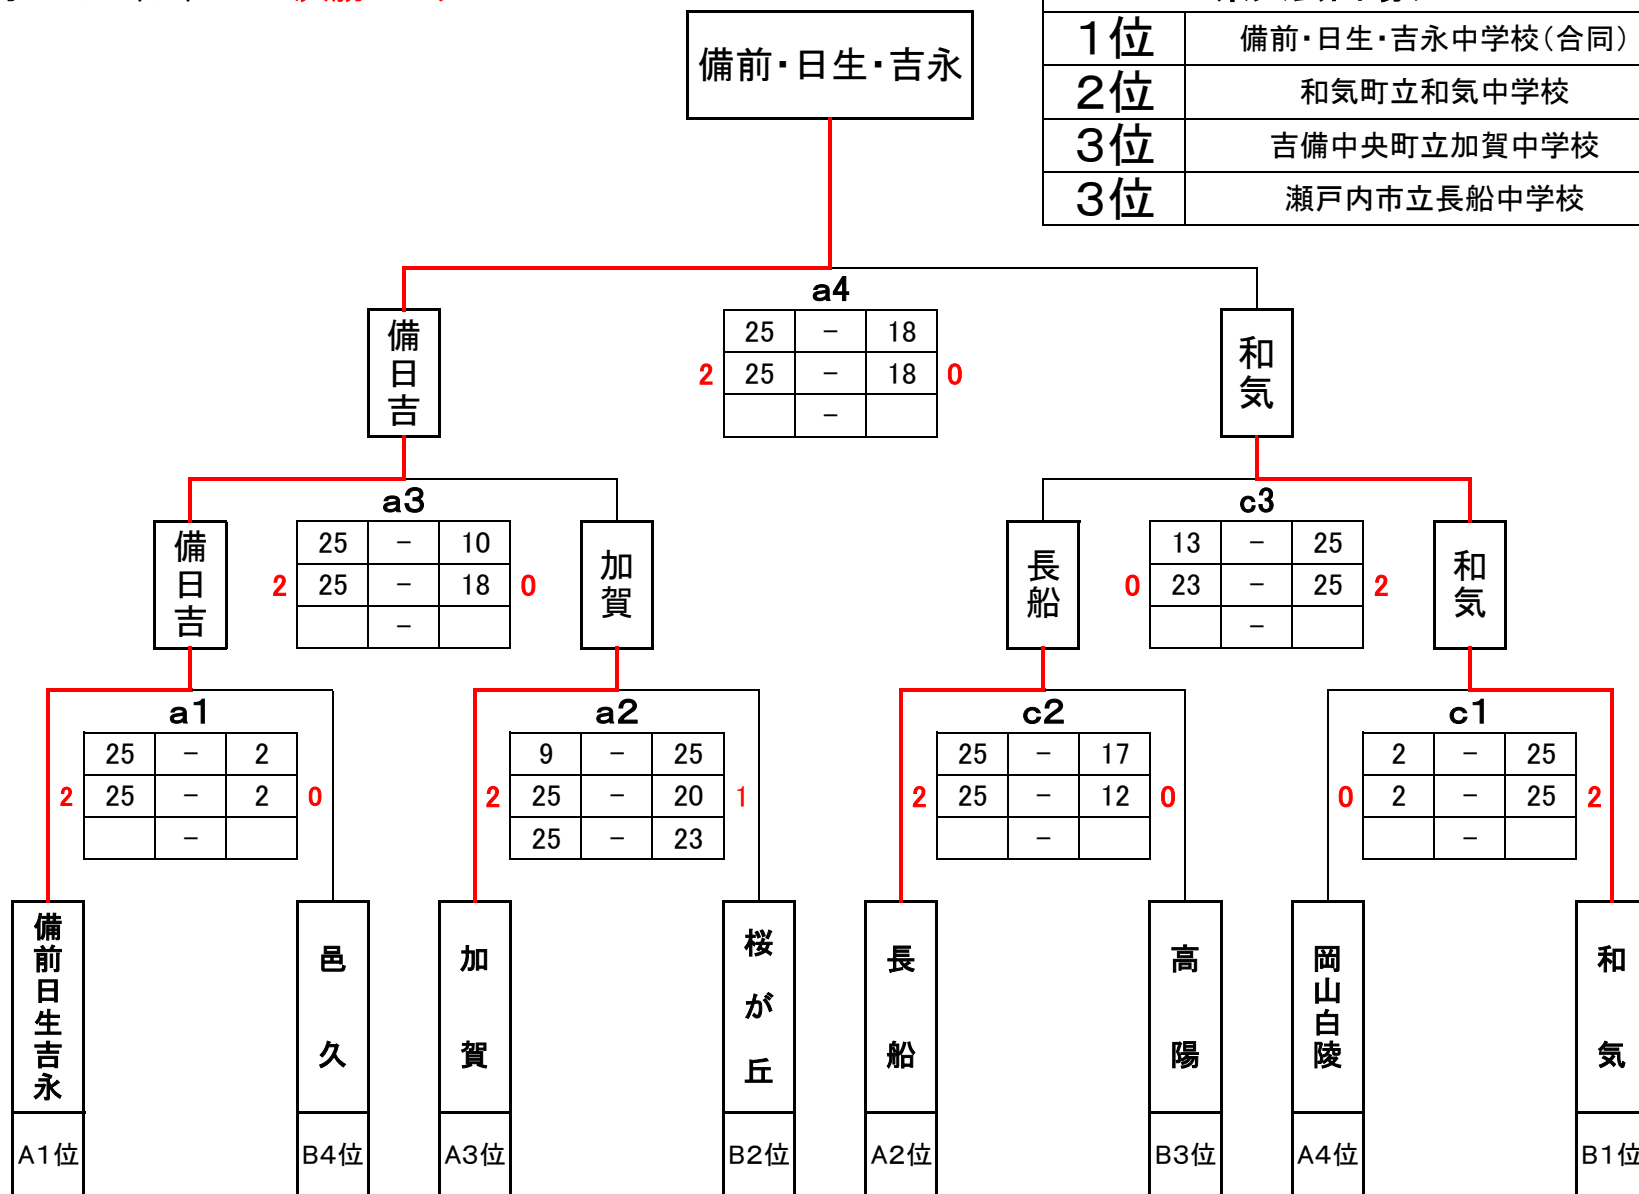 備前・日生・吉永
1位 備前・日生・吉永中学校(合同)
2位 和気町立和気中学校
3位 吉備中央町立加賀中学校
3位 瀬戸内市立長船中学校
a4
備日吉
和気
25 － 18
2 25 － 18 0
－
a3
c3
備日吉
加賀
長船
和気
25 － 10
2 25 － 18 0
－
13 － 25
0 23 － 25 2
－
a1
a2
c2
c1
25 － 2
2 25 － 2 0
－
9 － 25
2 25 － 20 1
25 － 23
25 － 17
2 25 － 12 0
－
2 － 25
0 2 － 25 2
－
備前日生吉永
邑久
加賀
桜が丘
長船
高陽
岡山白陵
和気
A1位
B4位
A3位
B2位
A2位
B3位
A4位
B1位